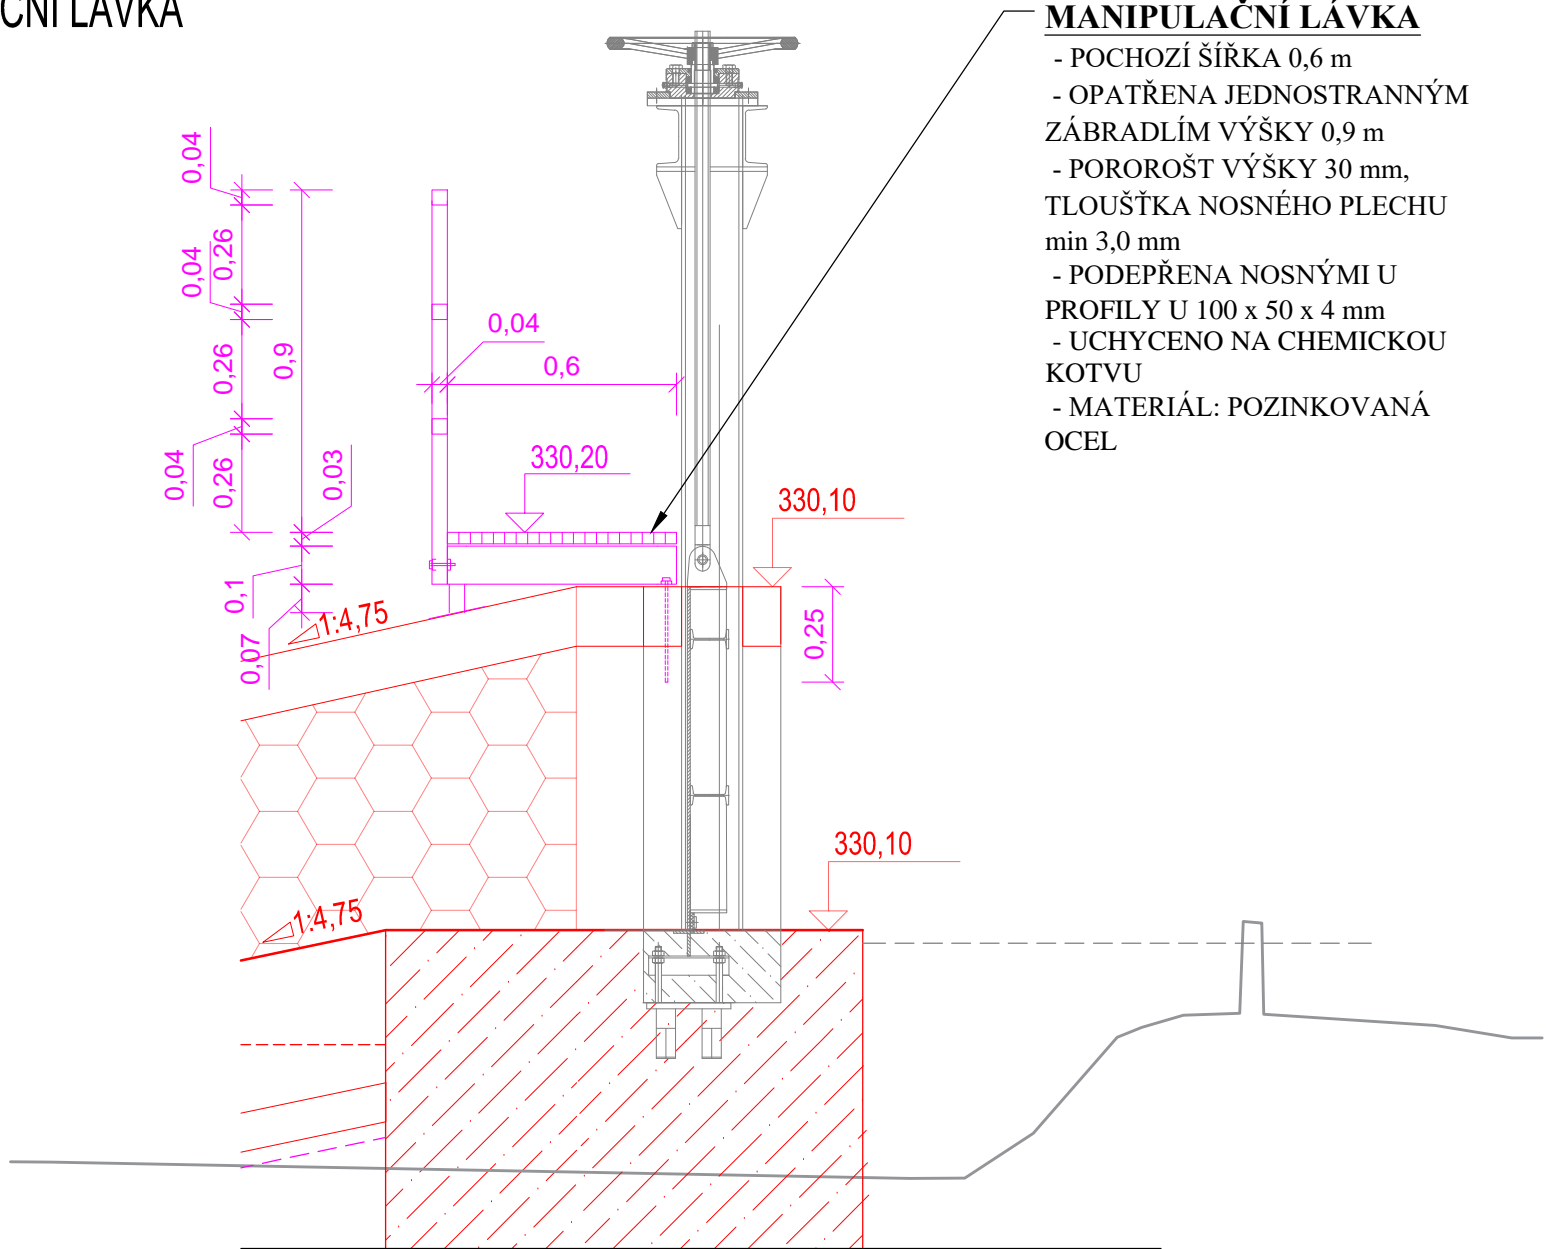 ČNÍ LÁVKA
MANIPULAČNÍ LÁVKA
- POCHOZÍ ŠÍŘKA 0,6 m
- OPATŘENA JEDNOSTRANNÝM
ZÁBRADLÍM VÝŠKY 0,9 m
- POROROŠT VÝŠKY 30 mm,
TLOUŠŤKA NOSNÉHO PLECHU
min 3,0 mm
- PODEPŘENA NOSNÝMI U
PROFILY U 100 x 50 x 4 mm
- UCHYCENO NA CHEMICKOU
KOTVU
- MATERIÁL: POZINKOVANÁ
OCEL
0,04
0,26
0,04
0,26
0,9
0,04
0,26
0,03
0,1
0,07
0,04
0,6
330,20
330,10
0,25
1:4,75
330,10
1:4,75